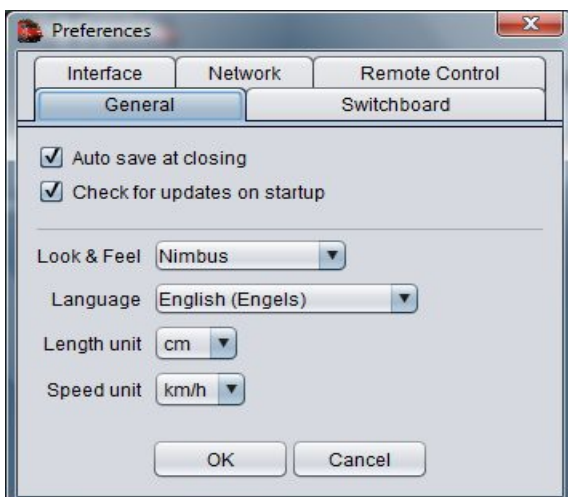 Preferences
Interface Network Remote Control
General Switchboard
Auto save at closing
Check for updates on startup
Look & Feel Nimbus
Language English (Engels)
Length unit cm
Speed unit km/h
OK Cancel